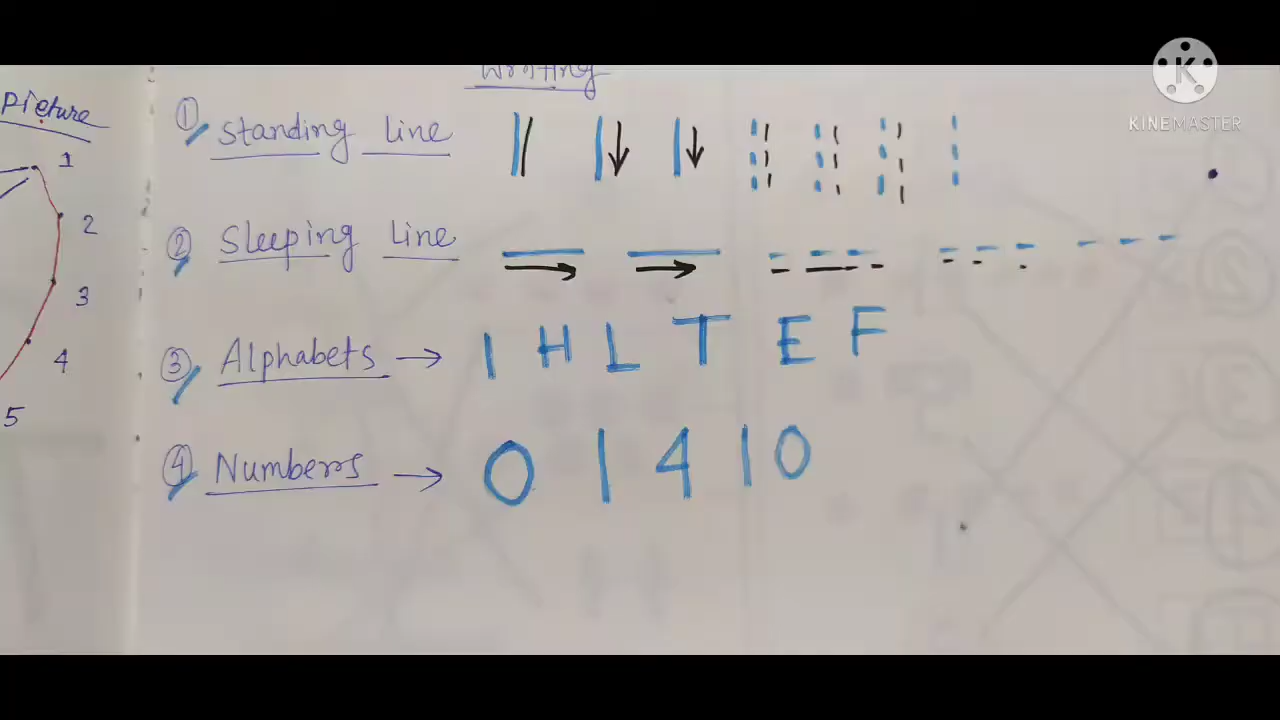 Writing
Picture
1
2
3
4
5
① Standing line
② Sleeping line
③ Alphabets → I H L T E F
④ Numbers → 0 1 4 10
KINEMASTER